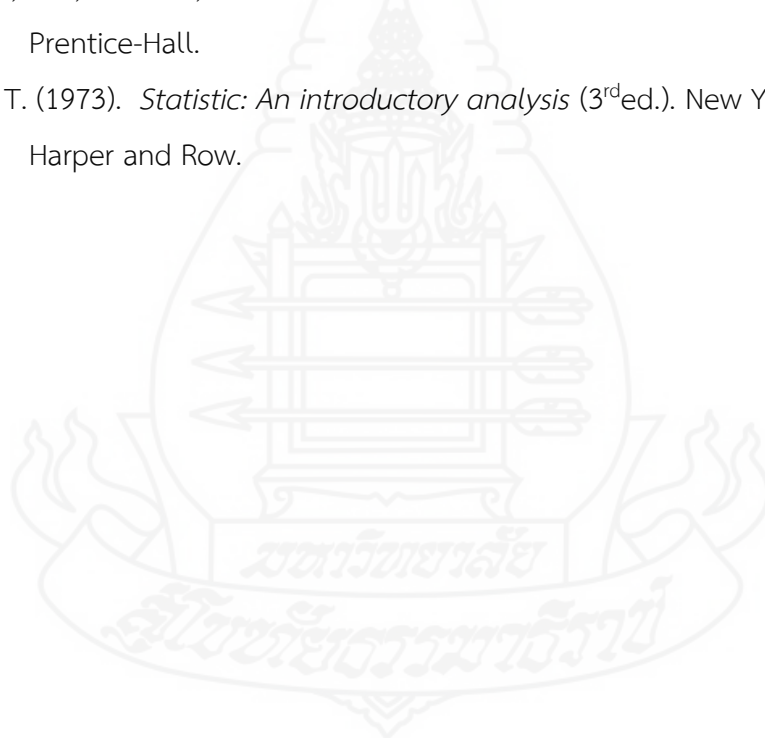 Prentice-Hall.
T. (1973). Statistic: An introductory analysis (3rded.). New Y
Harper and Row.
มหาวิทยาลัย
สุโขทัยธรรมาธิราช